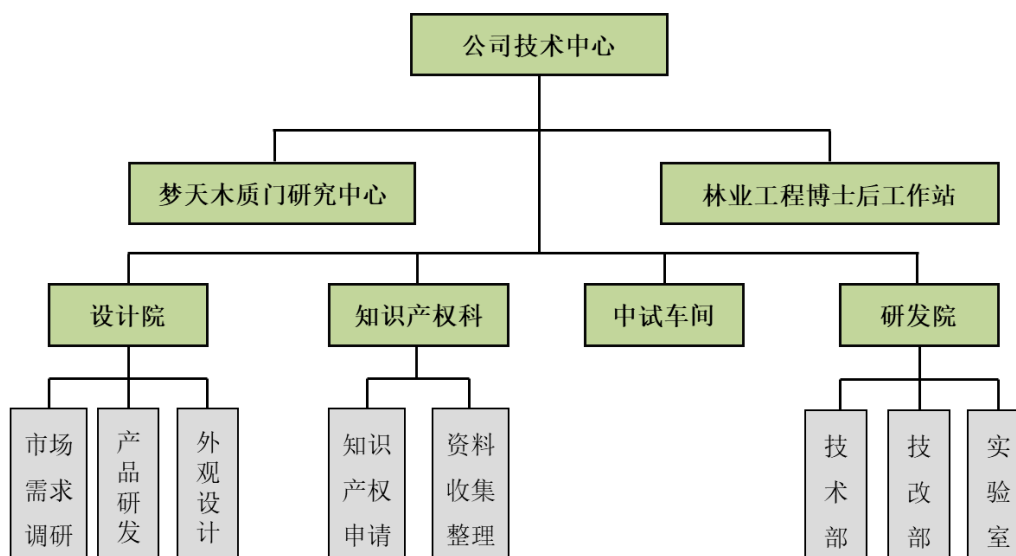 公司技术中心
梦天木质门研究中心
林业工程博士后工作站
设计院
知识产权科
中试车间
研发院
市场
需求
调研
产品研发
外观设计
知识
产权
申请
资料
收集
整理
技术部
技改部
实验室